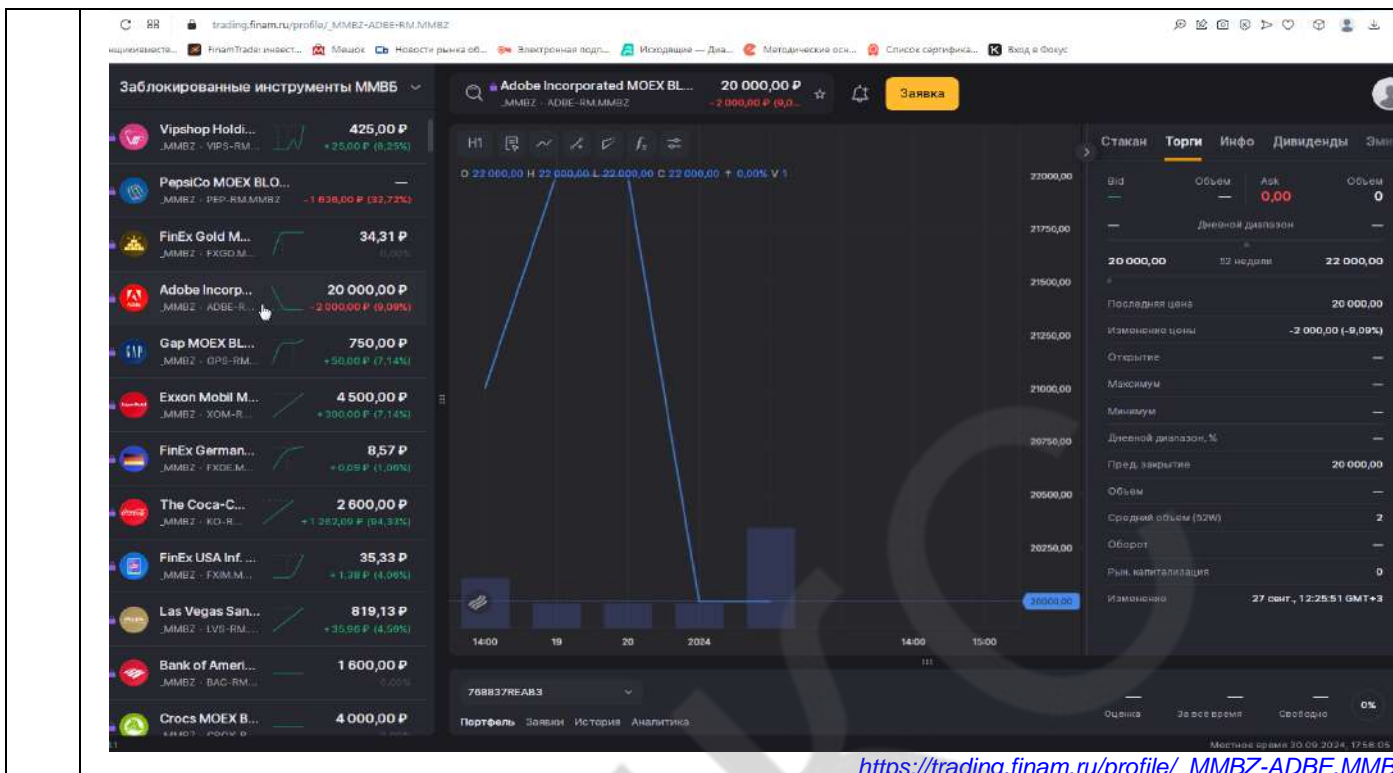 trading.finam.ru/profile/_MMBZ-ADBE-RM.MMBZ
FinamTrade: инвест... Мешок Новости рынка об... Электронная подп... Исходящие — Диа... Методические осн... Список сертифика... Вход в Фокус
Заблокированные инструменты ММВБ
Vipshop Holdi... 425,00 ₽
_MMBZ · VIPS-RM... +25,00 ₽ (6,25%)
PepsiCo MOEX BLO... —
_MMBZ · PEP-RM.MMBZ -1 636,00 ₽ (32,72%)
FinEx Gold M... 34,31 ₽
_MMBZ · FXGD.M... 0,00%
Adobe Incorp... 20 000,00 ₽
_MMBZ · ADBE-R... -2 000,00 ₽ (9,09%)
Gap MOEX BL... 750,00 ₽
_MMBZ · GPS-RM... +50,00 ₽ (7,14%)
Exxon Mobil M... 4 500,00 ₽
_MMBZ · XOM-R... +300,00 ₽ (7,14%)
FinEx German... 8,57 ₽
_MMBZ · FXDE.M... +0,09 ₽ (1,06%)
The Coca-C... 2 600,00 ₽
_MMBZ · KO-R... +1 262,09 ₽ (94,33%)
FinEx USA Inf. ... 35,33 ₽
_MMBZ · FXIM.M... +1,38 ₽ (4,06%)
Las Vegas San... 819,13 ₽
_MMBZ · LVS-RM... +35,96 ₽ (4,59%)
Bank of Ameri... 1 600,00 ₽
_MMBZ · BAC-RM... 0,00%
Crocs MOEX B... 4 000,00 ₽
Adobe Incorporated MOEX BL... 20 000,00 ₽
_MMBZ · ADBE-RM.MMBZ -2 000,00 ₽ (9,0...
Заявка
H1
O 22 000,00 H 22 000,00 L 22 000,00 C 22 000,00 ↑ 0,00% V 1
22000,00
21750,00
21500,00
21250,00
21000,00
20750,00
20500,00
20250,00
20000,00
14:00 19 20 2024 14:00 15:00
Стакан Торги Инфо Дивиденды
Bid Объем Ask Объем
— — 0,00 0
— Дневной диапазон —
20 000,00 52 недели 22 000,00
Последняя цена 20 000,00
Изменение цены -2 000,00 (-9,09%)
Открытие —
Максимум —
Минимум —
Дневной диапазон, % —
Пред. закрытие 20 000,00
Объем —
Средний объем (52W) 2
Оборот —
Рын. капитализация 0
Изменено 27 сент., 12:25:51 GMT+3
768837REAB3
Портфель Заявки История Аналитика
— — — 0%
Оценка За все время Свободно
Местное время 30.09.2024, 17:56:05
https://trading.finam.ru/profile/_MMBZ-ADBE.MMB